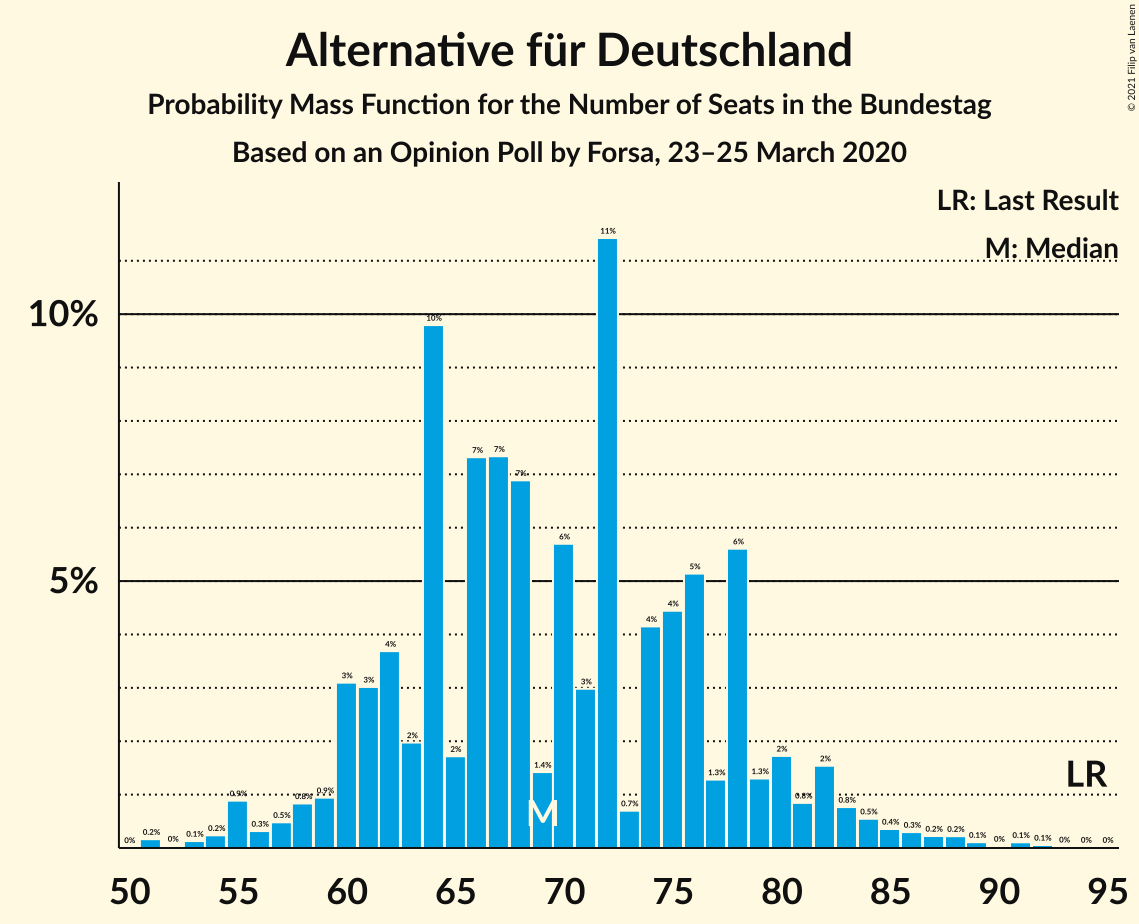 Alternative für Deutschland
Probability Mass Function for the Number of Seats in the Bundestag
Based on an Opinion Poll by Forsa, 23–25 March 2020
© 2021 Filip van Laenen
LR: Last Result
M: Median
10%
5%
0% 0.2% 0% 0.1% 0.2% 0.9% 0.3% 0.5% 0.8% 0.9% 3% 3% 4% 2% 10% 2% 7% 7% 7% 1.4% 6% 3% 11% 0.7% 4% 4% 5% 1.3% 6% 1.3% 2% 0.8% 2% 0.8% 0.5% 0.4% 0.3% 0.2% 0.2% 0.1% 0% 0.1% 0.1% 0% 0% 0%
LR
M
50 55 60 65 70 75 80 85 90 95